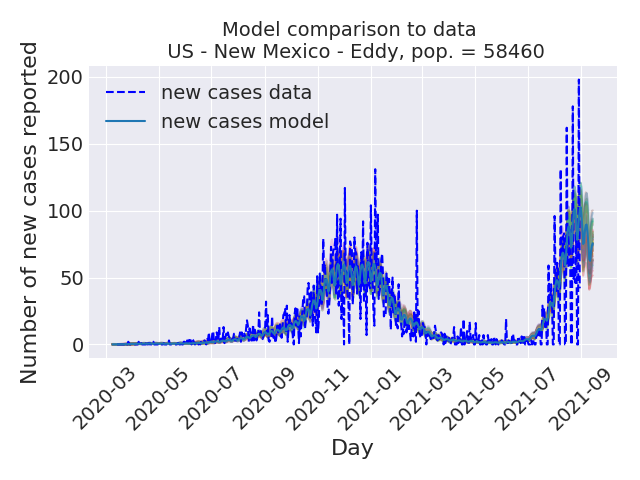 Model comparison to data
US - New Mexico - Eddy, pop. = 58460
Number of new cases reported
200
150
100
50
0
new cases data
new cases model
2020-03
2020-05
2020-07
2020-09
2020-11
2021-01
2021-03
2021-05
2021-07
2021-09
Day